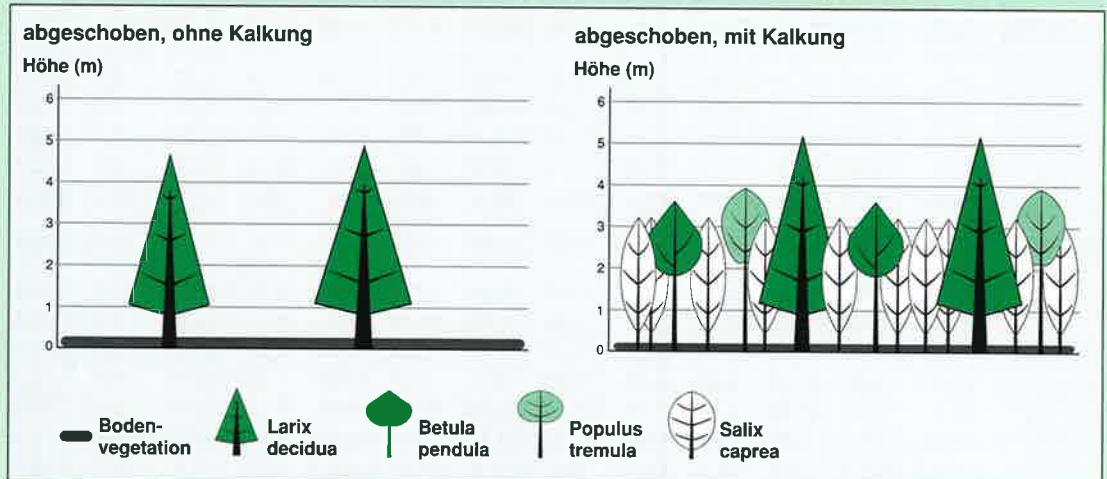 abgeschoben, ohne Kalkung
Höhe (m)
6
5
4
3
2
1
0
abgeschoben, mit Kalkung
Höhe (m)
6
5
4
3
2
1
0
Boden-
vegetation
Larix
decidua
Betula
pendula
Populus
tremula
Salix
caprea